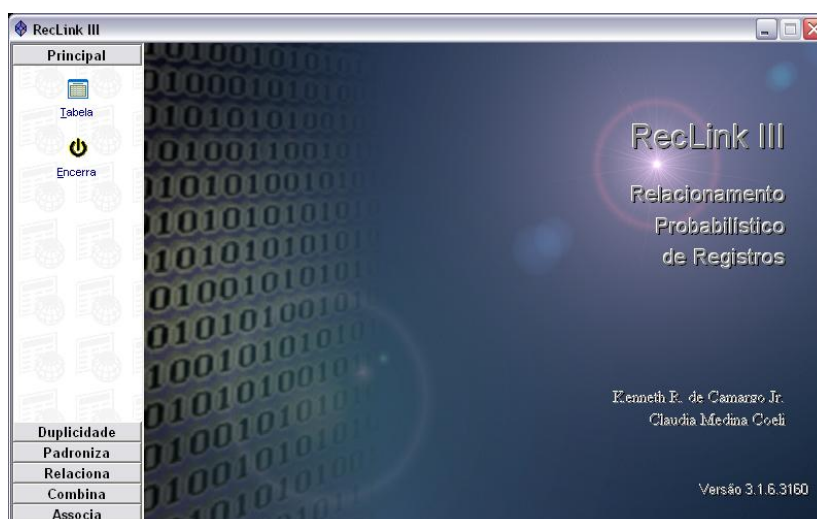 RecLink III
Principal
Tabela
Encerra
Duplicidade
Padroniza
Relaciona
Combina
Associa
RecLink III
Relacionamento
Probabilístico
de Registros
Kenneth R. de Camargo Jr.
Claudia Medina Coeli
Versão 3.1.6.3160